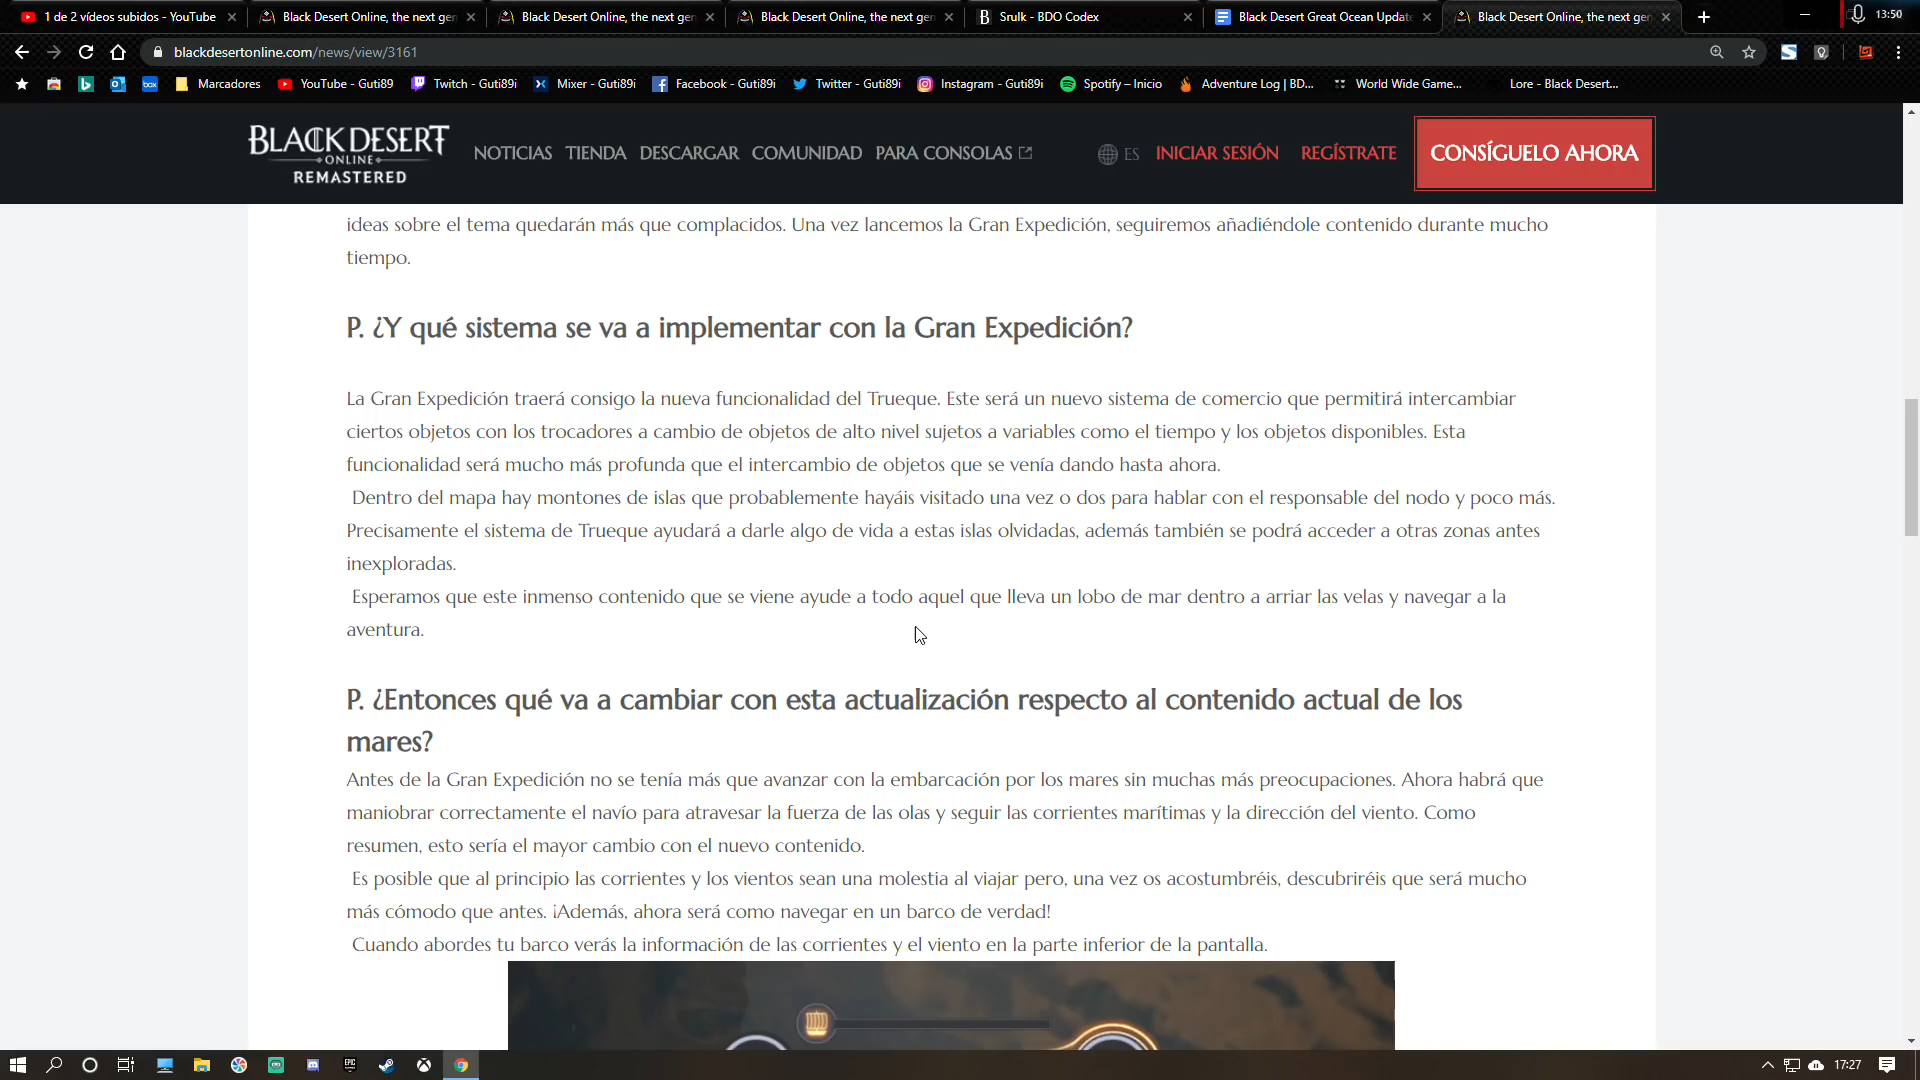 1 de 2 vídeos subidos - YouTube
Black Desert Online, the next gen
Black Desert Online, the next gen
Black Desert Online, the next gen
Srulk - BDO Codex
Black Desert Great Ocean Update
Black Desert Online, the next gen
13:50
blackdesertonline.com/news/view/3161
Marcadores
YouTube - Guti89
Twitch - Guti89i
Mixer - Guti89i
Facebook - Guti89i
Twitter - Guti89i
Instagram - Guti89i
Spotify – Inicio
Adventure Log | BD...
World Wide Game...
Lore - Black Desert...
BLACK DESERT
ONLINE
REMASTERED
NOTICIAS
TIENDA
DESCARGAR
COMUNIDAD
PARA CONSOLAS
ES
INICIAR SESIÓN
REGÍSTRATE
CONSÍGUELO AHORA
ideas sobre el tema quedarán más que complacidos. Una vez lancemos la Gran Expedición, seguiremos añadiéndole contenido durante mucho
tiempo.
P. ¿Y qué sistema se va a implementar con la Gran Expedición?
La Gran Expedición traerá consigo la nueva funcionalidad del Trueque. Este será un nuevo sistema de comercio que permitirá intercambiar
ciertos objetos con los trocadores a cambio de objetos de alto nivel sujetos a variables como el tiempo y los objetos disponibles. Esta
funcionalidad será mucho más profunda que el intercambio de objetos que se venía dando hasta ahora.
Dentro del mapa hay montones de islas que probablemente hayáis visitado una vez o dos para hablar con el responsable del nodo y poco más.
Precisamente el sistema de Trueque ayudará a darle algo de vida a estas islas olvidadas, además también se podrá acceder a otras zonas antes
inexploradas.
Esperamos que este inmenso contenido que se viene ayude a todo aquel que lleva un lobo de mar dentro a arriar las velas y navegar a la
aventura.
P. ¿Entonces qué va a cambiar con esta actualización respecto al contenido actual de los
mares?
Antes de la Gran Expedición no se tenía más que avanzar con la embarcación por los mares sin muchas más preocupaciones. Ahora habrá que
maniobrar correctamente el navío para atravesar la fuerza de las olas y seguir las corrientes marítimas y la dirección del viento. Como
resumen, esto sería el mayor cambio con el nuevo contenido.
Es posible que al principio las corrientes y los vientos sean una molestia al viajar pero, una vez os acostumbréis, descubriréis que será mucho
más cómodo que antes. ¡Además, ahora será como navegar en un barco de verdad!
Cuando abordes tu barco verás la información de las corrientes y el viento en la parte inferior de la pantalla.
17:27